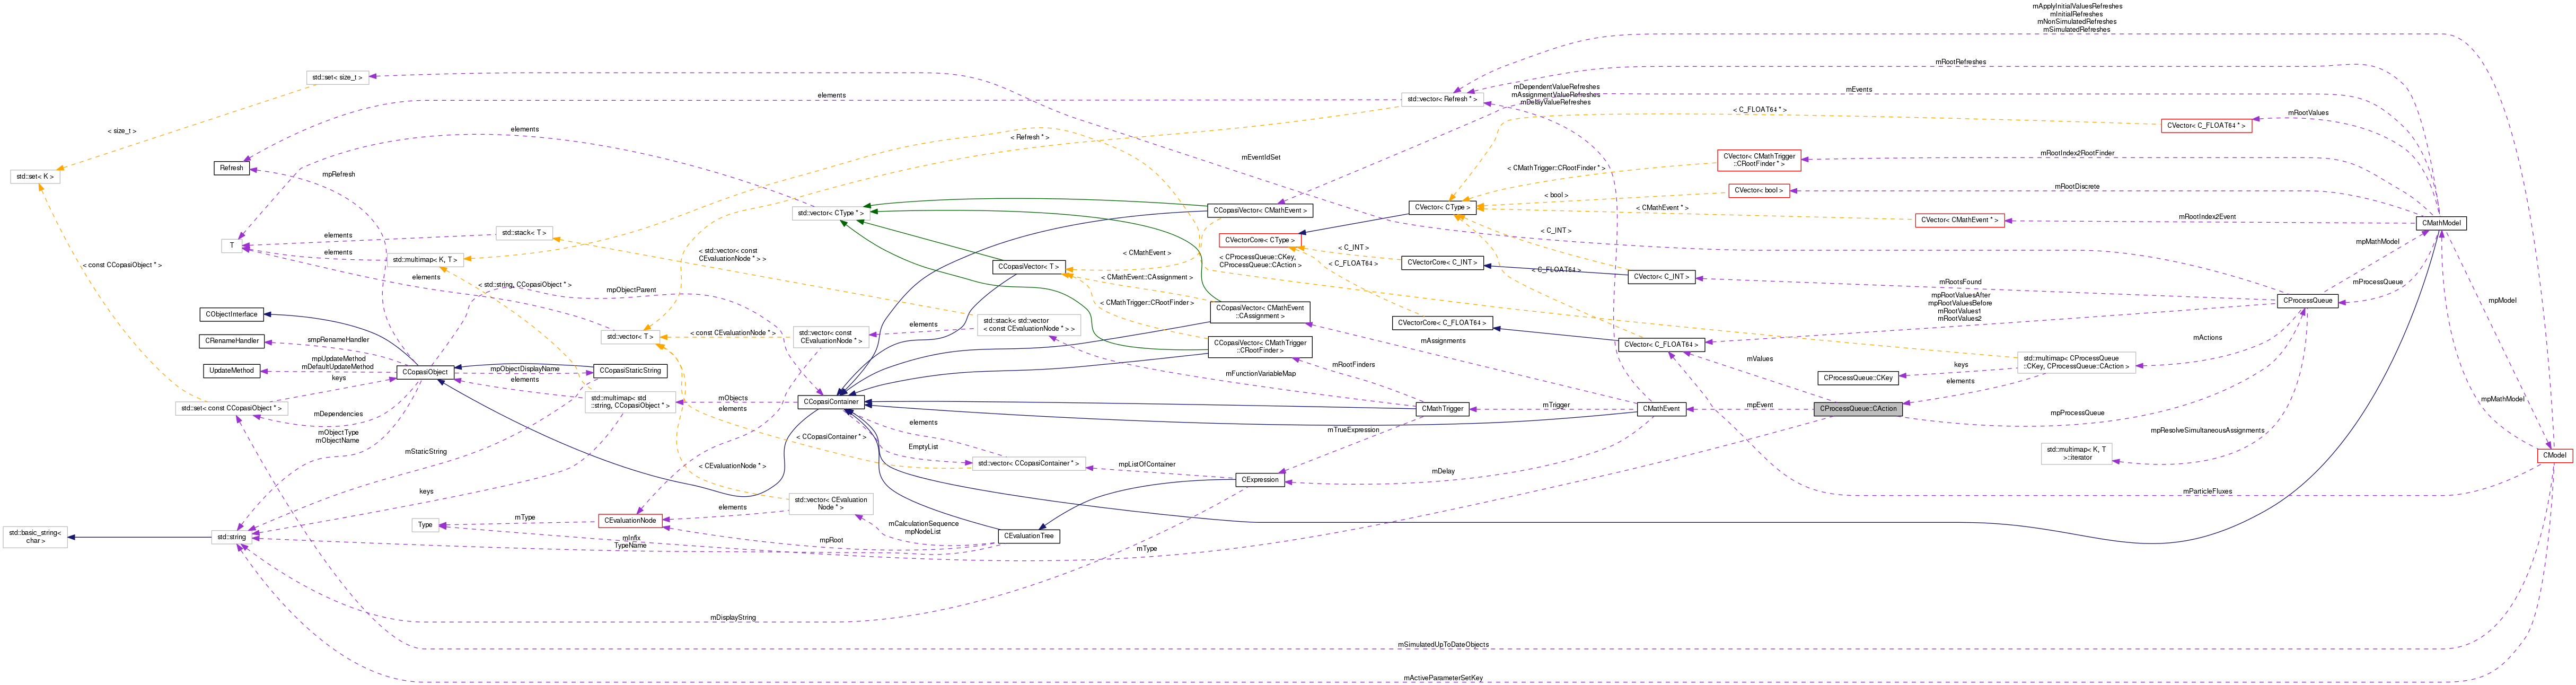 mApplyInitialValuesRefreshes
mInitialRefreshes
mNonSimulatedRefreshes
mSimulatedRefreshes
mRootRefreshes
std::set< size_t >
elements
std::vector< Refresh * >
mDependentValueRefreshes
mAssignmentValueRefreshes
mDelayValueRefreshes
mEvents
< C_FLOAT64 * >
CVector< C_FLOAT64 * >
mRootValues
< size_t >
elements
< Refresh * >
mEventIdSet
CVector< CMathTrigger
::CRootFinder * >
mRootIndex2RootFinder
Refresh
mpRefresh
std::set< K >
< CMathTrigger::CRootFinder * >
< bool >
CVector< bool >
mRootDiscrete
std::vector< CType * >
CCopasiVector< CMathEvent >
CVector< CType >
< CMathEvent * >
CVector< CMathEvent * >
mRootIndex2Event
CMathModel
std::stack< T >
elements
T
elements
std::multimap< K, T >
< std::vector< const
CEvaluationNode * > >
< CMathEvent >
CVectorCore< CType >
< C_INT >
< C_INT >
mpMathModel
< const CCopasiObject * >
elements
CCopasiVector< T >
< CProcessQueue::CKey,
CProcessQueue::CAction >
< C_FLOAT64 >
CVectorCore< C_INT >
< C_FLOAT64 >
CVector< C_INT >
mRootsFound
mProcessQueue
< std::string, CCopasiObject * >
mpObjectParent
< CMathEvent::CAssignment >
mpRootValuesAfter
mpRootValuesBefore
mRootValues1
mRootValues2
CProcessQueue
mpModel
CObjectInterface
< CMathTrigger::CRootFinder >
CCopasiVector< CMathEvent
::CAssignment >
CVectorCore< C_FLOAT64 >
std::stack< std::vector
< const CEvaluationNode * > >
elements
std::vector< const
CEvaluationNode * >
< const CEvaluationNode * >
std::vector< T >
CRenameHandler
smpRenameHandler
CCopasiVector< CMathTrigger
::CRootFinder >
mAssignments
CVector< C_FLOAT64 >
mActions
mpUpdateMethod
mDefaultUpdateMethod
UpdateMethod
CCopasiObject
mpObjectDisplayName
CCopasiStaticString
mRootFinders
mFunctionVariableMap
mValues
std::multimap< CProcessQueue
::CKey, CProcessQueue::CAction >
keys
CProcessQueue::CKey
keys
elements
elements
std::set< const CCopasiObject * >
mDependencies
std::multimap< std
::string, CCopasiObject * >
mObjects
elements
CCopasiContainer
CMathTrigger
mTrigger
CMathEvent
mpEvent
CProcessQueue::CAction
mpProcessQueue
mpMathModel
mObjectType
mObjectName
< CCopasiContainer * >
elements
mTrueExpression
mpResolveSimultaneousAssignments
mStaticString
EmptyList
std::multimap< K, T
>::iterator
CModel
< CEvaluationNode * >
std::vector< CCopasiContainer * >
mpListOfContainer
CExpression
mDelay
keys
mParticleFluxes
std::vector< CEvaluation
Node * >
elements
Type
mType
CEvaluationNode
mCalculationSequence
mpNodeList
CEvaluationTree
std::basic_string<
char >
std::string
mInfix
TypeName
mpRoot
mType
mDisplayString
mSimulatedUpToDateObjects
mActiveParameterSetKey